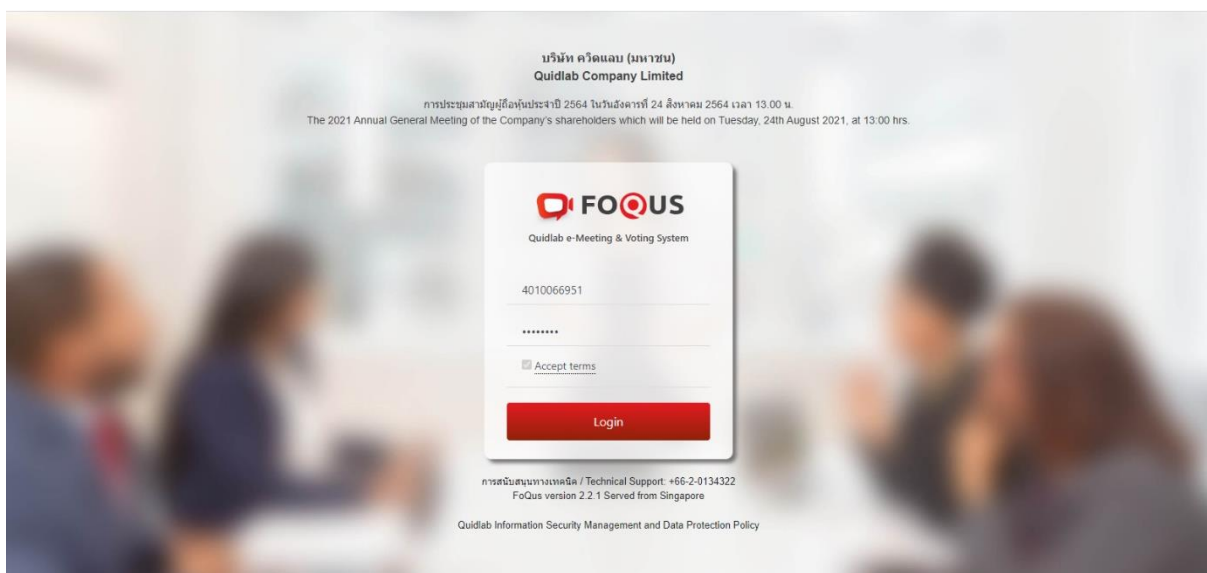 บริษัท ควิดแลบ (มหาชน)
Quidlab Company Limited
การประชุมสามัญผู้ถือหุ้นประจำปี 2564 ในวันอังคารที่ 24 สิงหาคม 2564 เวลา 13.00 น.
The 2021 Annual General Meeting of the Company's shareholders which will be held on Tuesday, 24th August 2021, at 13:00 hrs.
FOQUS
Quidlab e-Meeting & Voting System
4010066951
••••••••
Accept terms
Login
การสนับสนุนทางเทคนิค / Technical Support: +66-2-0134322
FoQus version 2.2.1 Served from Singapore
Quidlab Information Security Management and Data Protection Policy